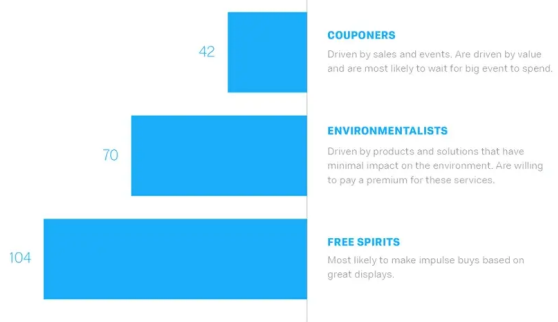 42
COUPONERS
Driven by sales and events. Are driven by value
and are most likely to wait for big event to spend.
70
ENVIRONMENTALISTS
Driven by products and solutions that have
minimal impact on the environment. Are willing
to pay a premium for these services.
104
FREE SPIRITS
Most likely to make impulse buys based on
great displays.